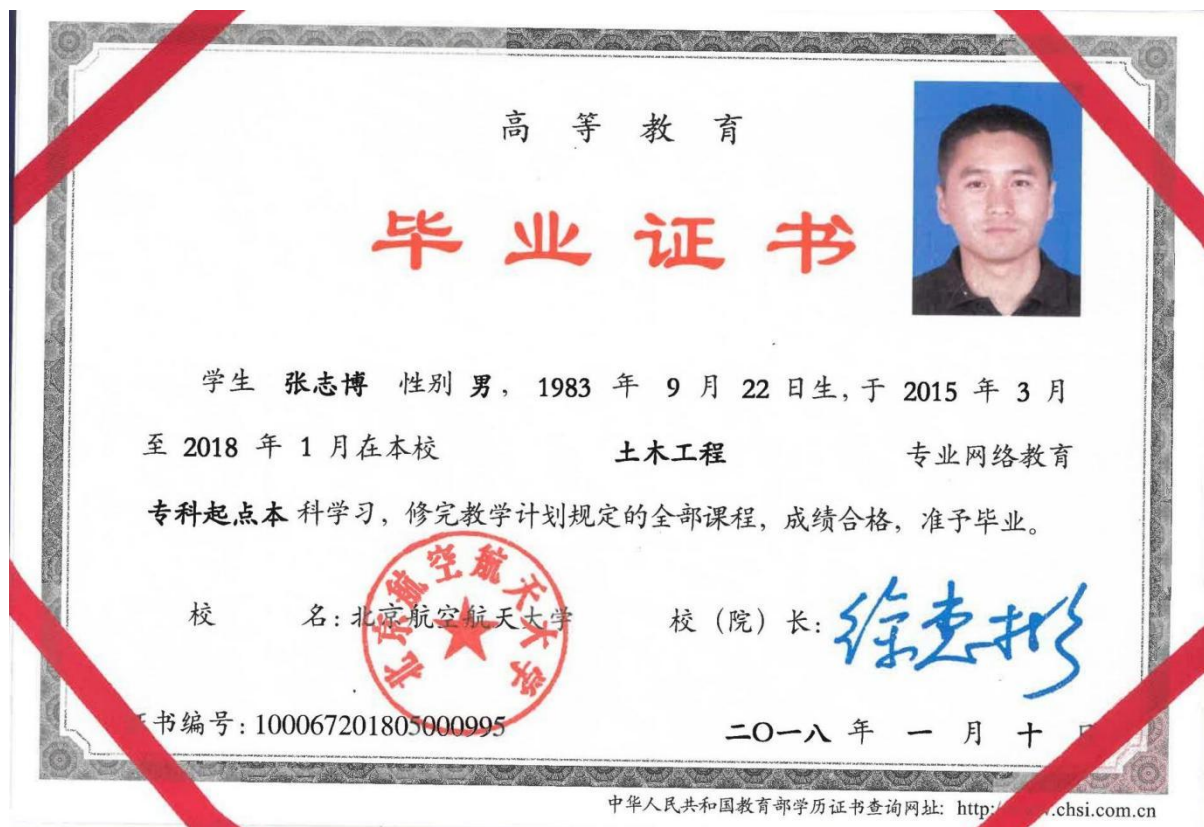 高等教育
毕业证书
学生 张志博 性别 男, 1983 年 9 月 22 日生, 于 2015 年 3 月
至 2018 年 1 月在本校 土木工程 专业网络教育
专科起点本 科学习, 修完教学计划规定的全部课程, 成绩合格, 准予毕业。
校 名: 北京航空航天大学 校 (院) 长: 徐惠彬
北京航空航天大学
书编号: 100067201805000995
二〇一八 年 一 月 十
中华人民共和国教育部学历证书查询网址: http: .chsi.com.cn